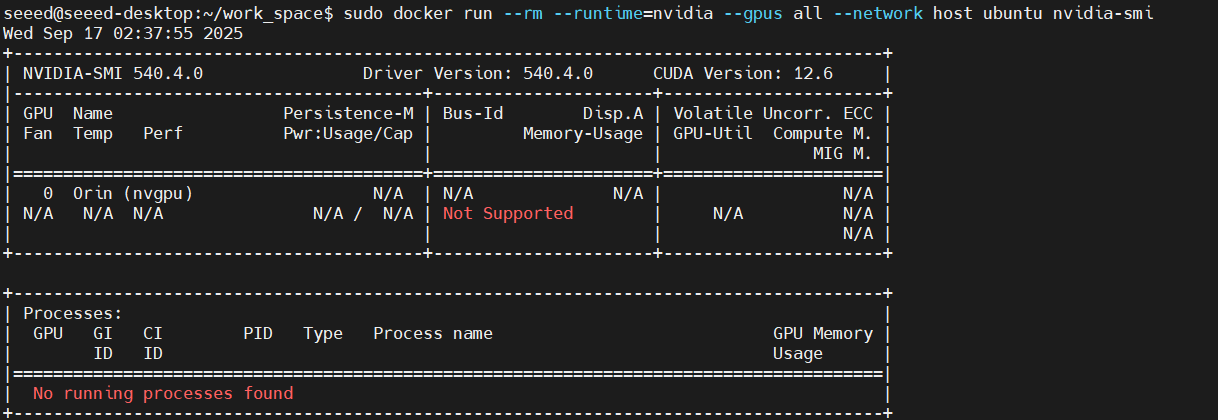 seeed@seeed-desktop:~/work_space$ sudo docker run --rm --runtime=nvidia --gpus all --network host ubuntu nvidia-smi
Wed Sep 17 02:37:55 2025
+---------------------------------------------------------------------------------------+
| NVIDIA-SMI 540.4.0                Driver Version: 540.4.0      CUDA Version: 12.6     |
|-----------------------------------------+----------------------+----------------------+
| GPU  Name                 Persistence-M | Bus-Id        Disp.A | Volatile Uncorr. ECC |
| Fan  Temp   Perf          Pwr:Usage/Cap |         Memory-Usage | GPU-Util  Compute M. |
|                                         |                      |               MIG M. |
|=========================================+======================+======================|
|   0  Orin (nvgpu)                  N/A  | N/A              N/A |                  N/A |
| N/A   N/A  N/A               N/A /  N/A | Not Supported        |     N/A          N/A |
|                                         |                      |                  N/A |
+-----------------------------------------+----------------------+----------------------+

+---------------------------------------------------------------------------------------+
| Processes:                                                                            |
|  GPU   GI   CI        PID   Type   Process name                            GPU Memory |
|        ID   ID                                                             Usage      |
|=======================================================================================|
|  No running processes found                                                           |
+---------------------------------------------------------------------------------------+